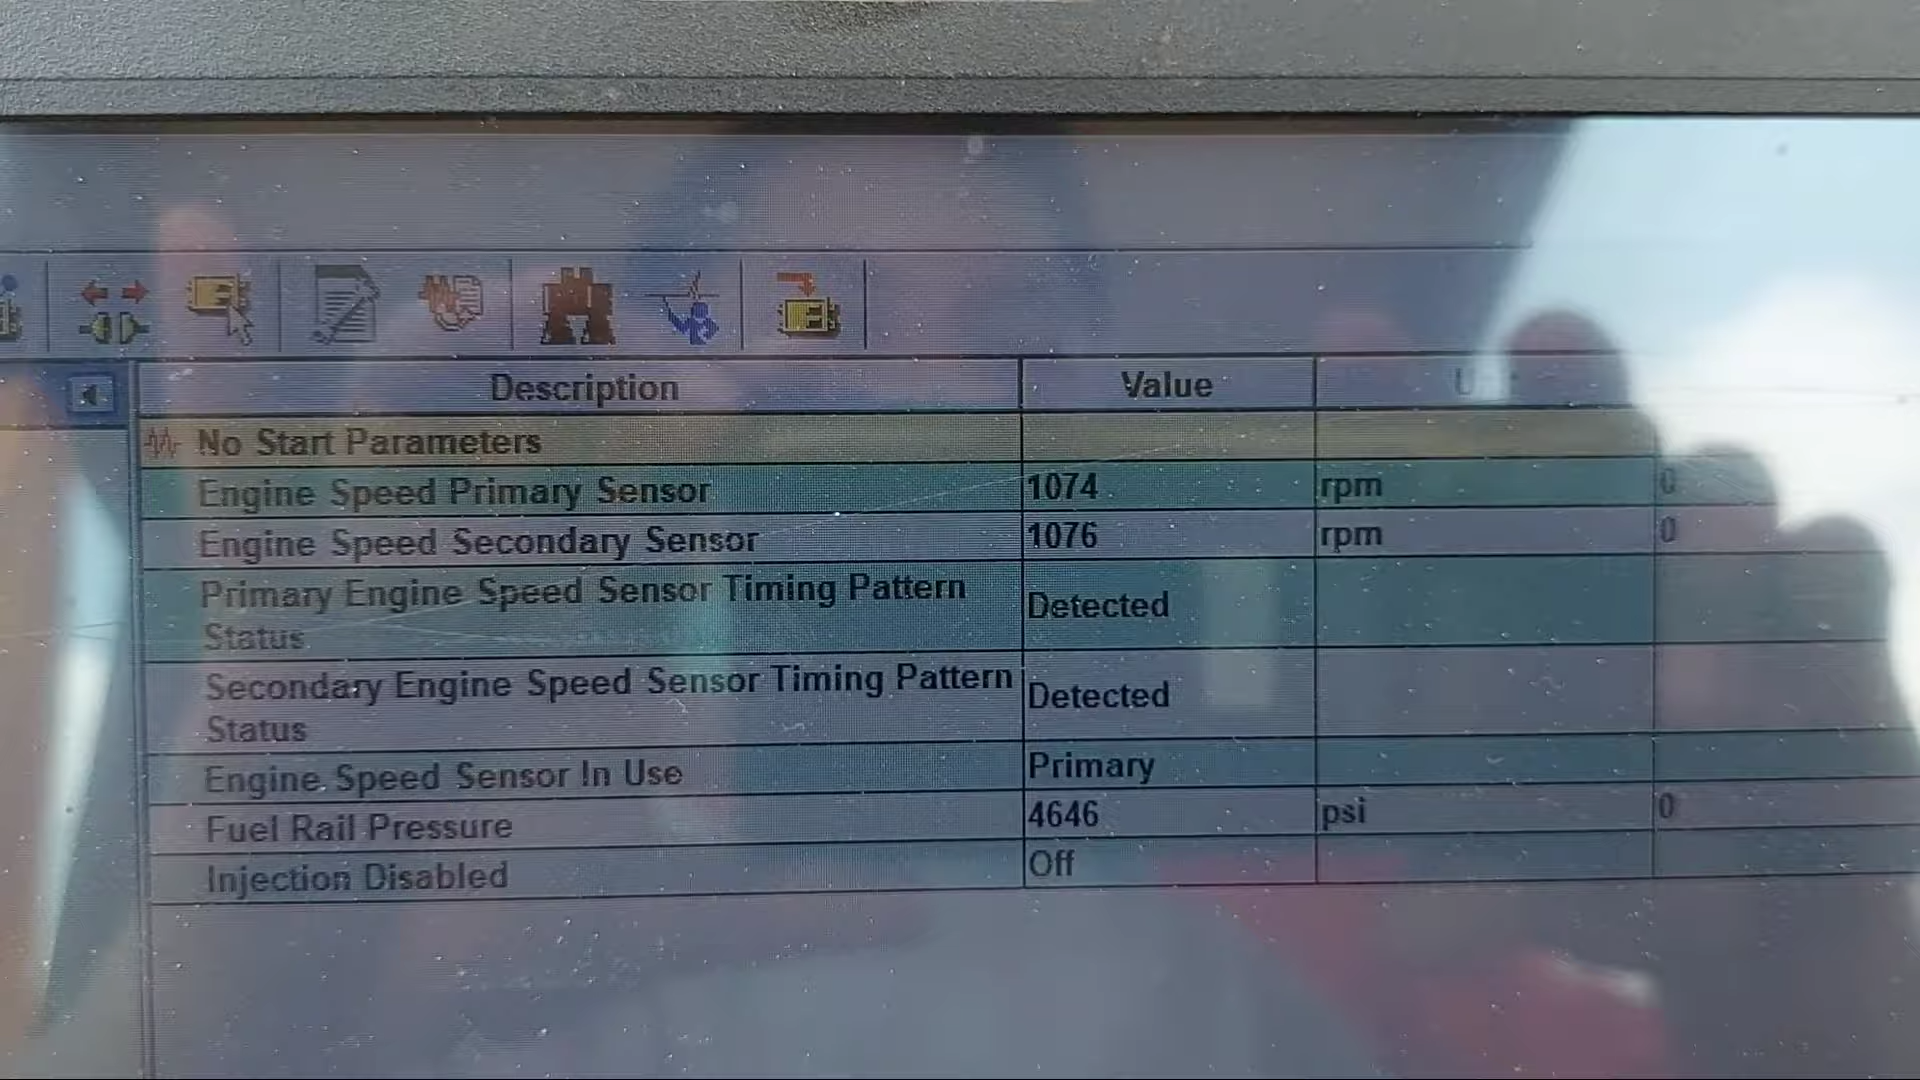 Description Value U
No Start Parameters
Engine Speed Primary Sensor 1074 rpm 0
Engine Speed Secondary Sensor 1076 rpm 0
Primary Engine Speed Sensor Timing Pattern
Status Detected
Secondary Engine Speed Sensor Timing Pattern
Status Detected
Engine Speed Sensor In Use Primary
Fuel Rail Pressure 4646 psi 0
Injection Disabled Off